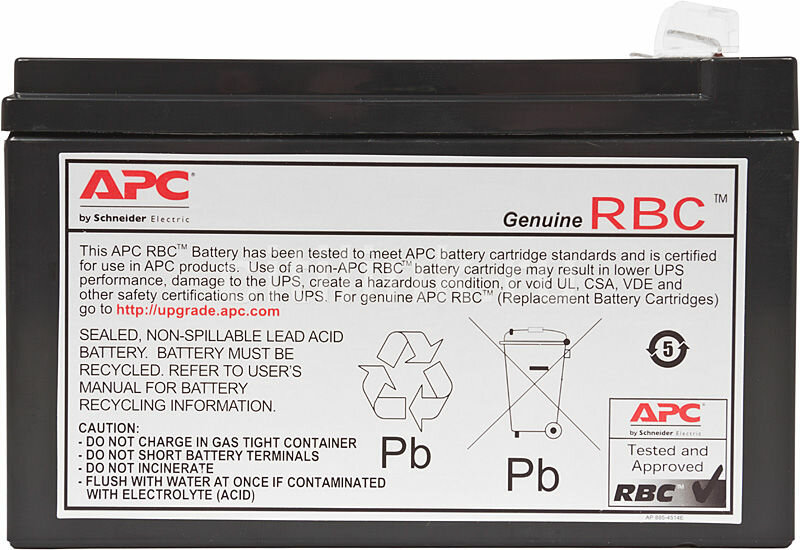 APC
by Schneider Electric
Genuine RBC™
This APC RBC™ Battery has been tested to meet APC battery cartridge standards and is certified
for use in APC products. Use of a non-APC RBC™ battery cartridge may result in lower UPS
performance, damage to the UPS, create a hazardous condition, or void UL, CSA, VDE and
other safety certifications on the UPS. For genuine APC RBC™ (Replacement Battery Cartridges)
go to http://upgrade.apc.com
SEALED, NON-SPILLABLE LEAD ACID
BATTERY. BATTERY MUST BE
RECYCLED. REFER TO USER'S
MANUAL FOR BATTERY
RECYCLING INFORMATION.
CAUTION:
- DO NOT CHARGE IN GAS TIGHT CONTAINER
- DO NOT SHORT BATTERY TERMINALS
- DO NOT INCINERATE
- FLUSH WITH WATER AT ONCE IF CONTAMINATED
WITH ELECTROLYTE (ACID)
Pb
Pb
5
APC
by Schneider Electric
Tested and
Approved
RBC™
AP 885-4514E